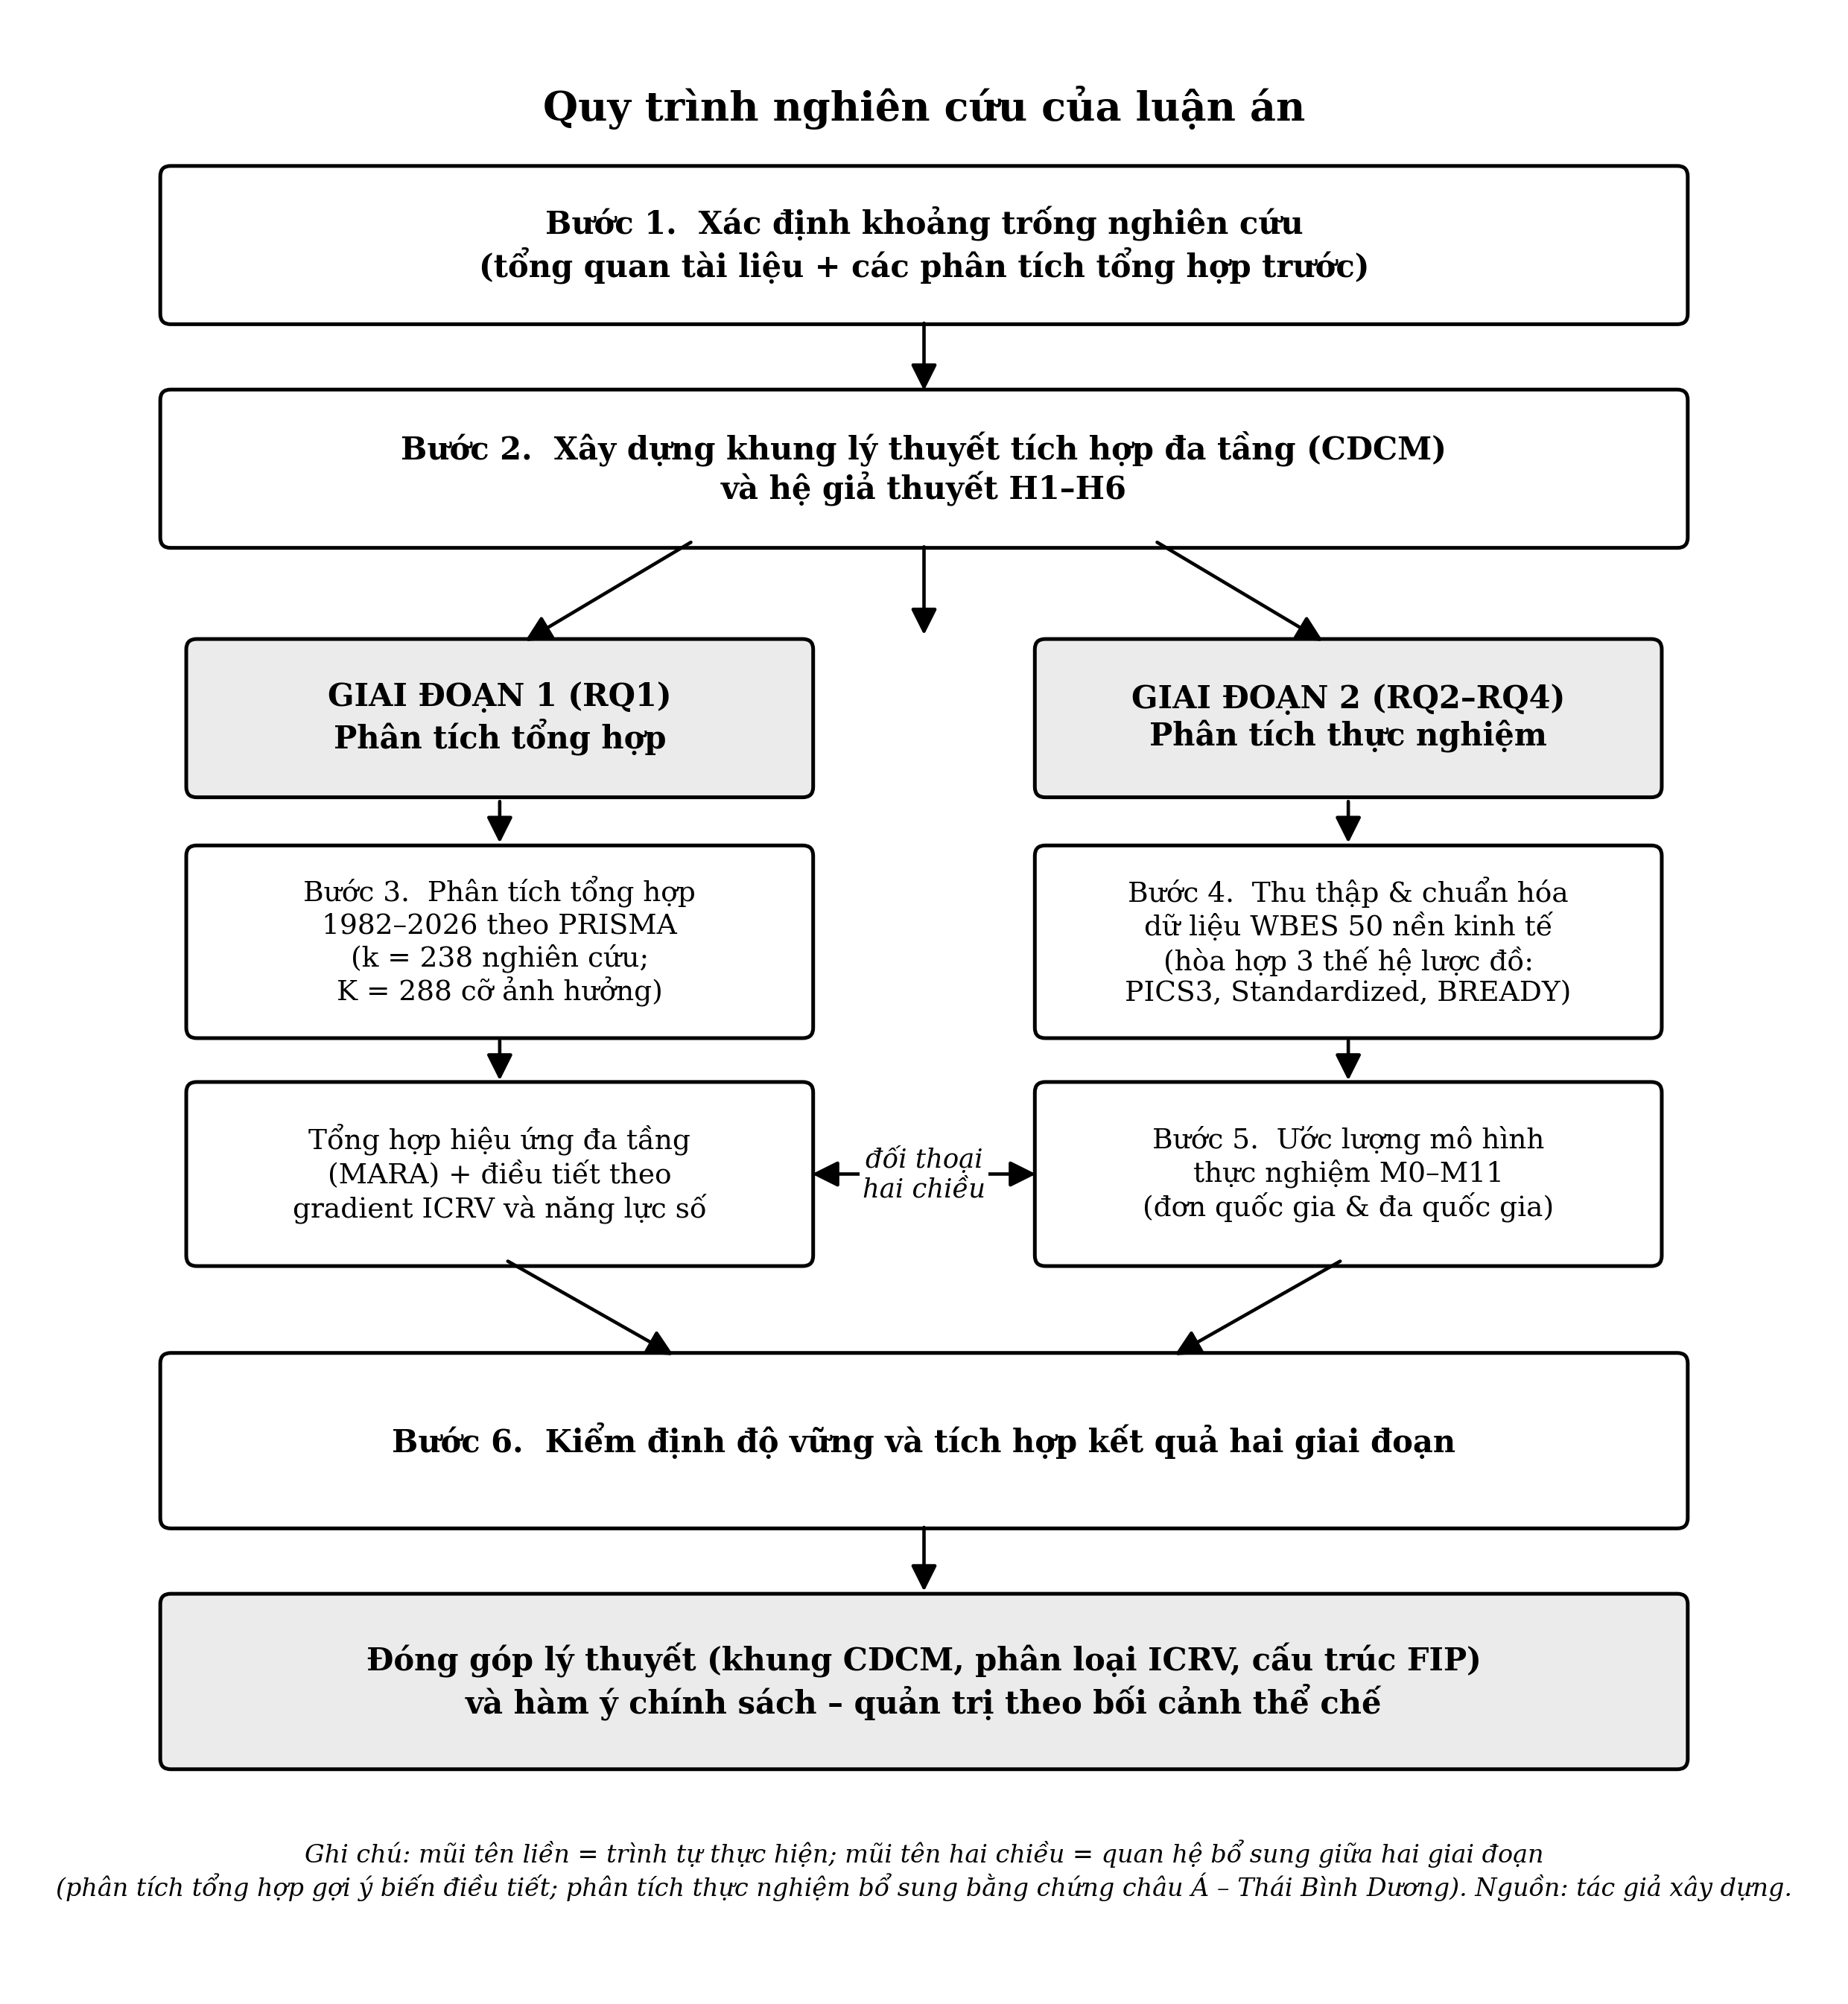 Quy trình nghiên cứu của luận án
Bước 1. Xác định khoảng trống nghiên cứu
(tổng quan tài liệu + các phân tích tổng hợp trước)
Bước 2. Xây dựng khung lý thuyết tích hợp đa tầng (CDCM)
và hệ giả thuyết H1–H6
GIAI ĐOẠN 1 (RQ1)
Phân tích tổng hợp
GIAI ĐOẠN 2 (RQ2–RQ4)
Phân tích thực nghiệm
Bước 3. Phân tích tổng hợp
1982–2026 theo PRISMA
(k = 238 nghiên cứu;
K = 288 cỡ ảnh hưởng)
Bước 4. Thu thập & chuẩn hóa
dữ liệu WBES 50 nền kinh tế
(hòa hợp 3 thế hệ lược đồ:
PICS3, Standardized, BREADY)
Tổng hợp hiệu ứng đa tầng
(MARA) + điều tiết theo
gradient ICRV và năng lực số
đối thoại
hai chiều
Bước 5. Ước lượng mô hình
thực nghiệm M0–M11
(đơn quốc gia & đa quốc gia)
Bước 6. Kiểm định độ vững và tích hợp kết quả hai giai đoạn
Đóng góp lý thuyết (khung CDCM, phân loại ICRV, cấu trúc FIP)
và hàm ý chính sách – quản trị theo bối cảnh thể chế
Ghi chú: mũi tên liền = trình tự thực hiện; mũi tên hai chiều = quan hệ bổ sung giữa hai giai đoạn
(phân tích tổng hợp gợi ý biến điều tiết; phân tích thực nghiệm bổ sung bằng chứng châu Á – Thái Bình Dương). Nguồn: tác giả xây dựng.